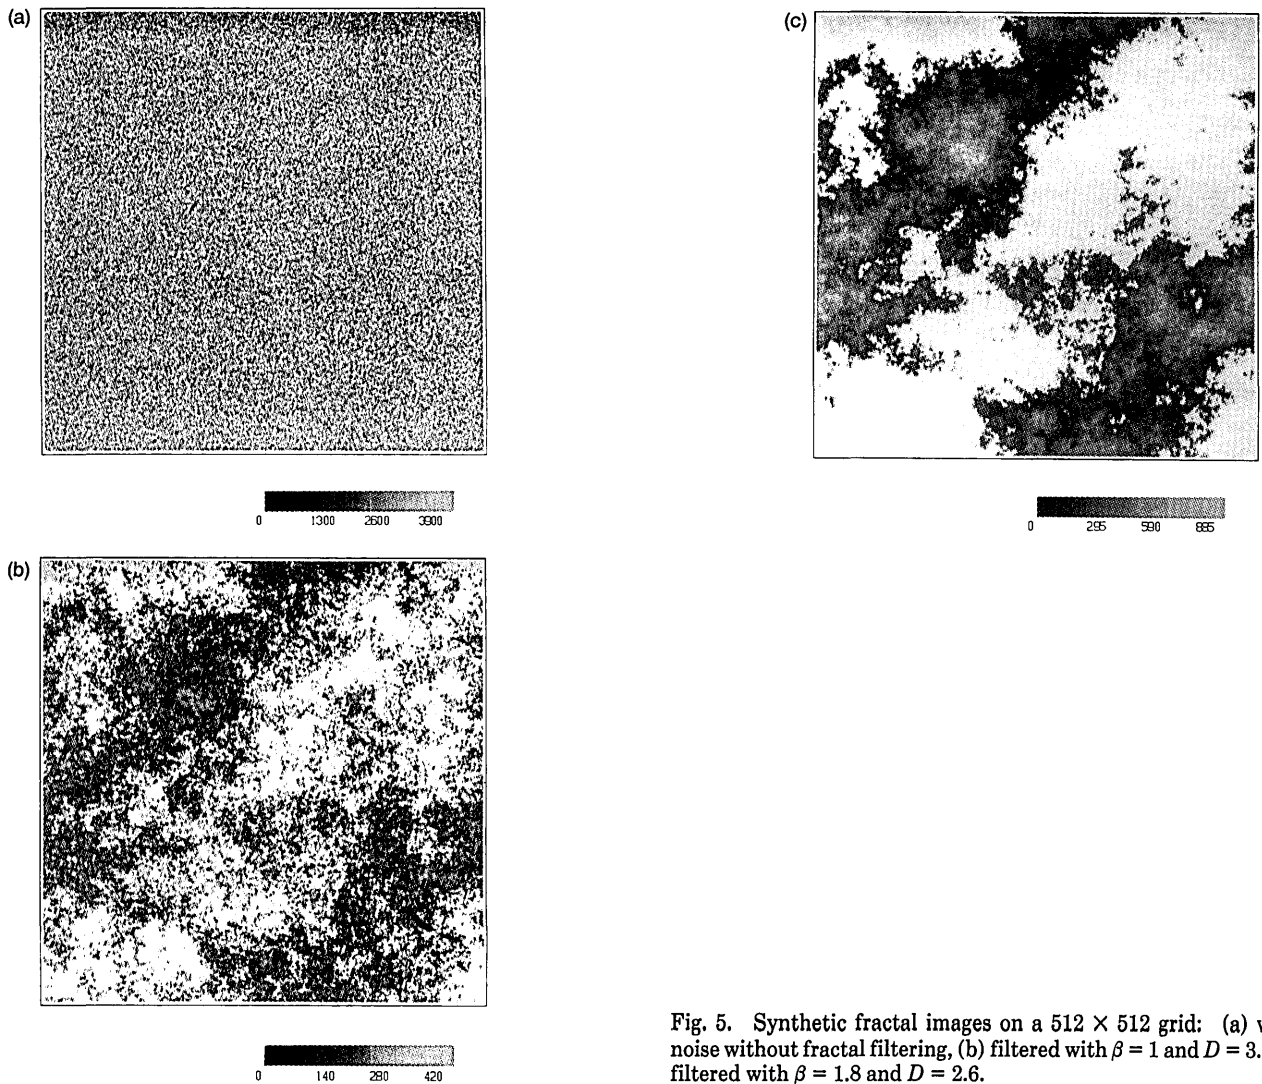 (a)
0 1300 2600 3900
(b)
0 140 280 420
(c)
0 295 590 885
Fig. 5. Synthetic fractal images on a 512 × 512 grid: (a)
noise without fractal filtering, (b) filtered with β = 1 and D = 3.
filtered with β = 1.8 and D = 2.6.